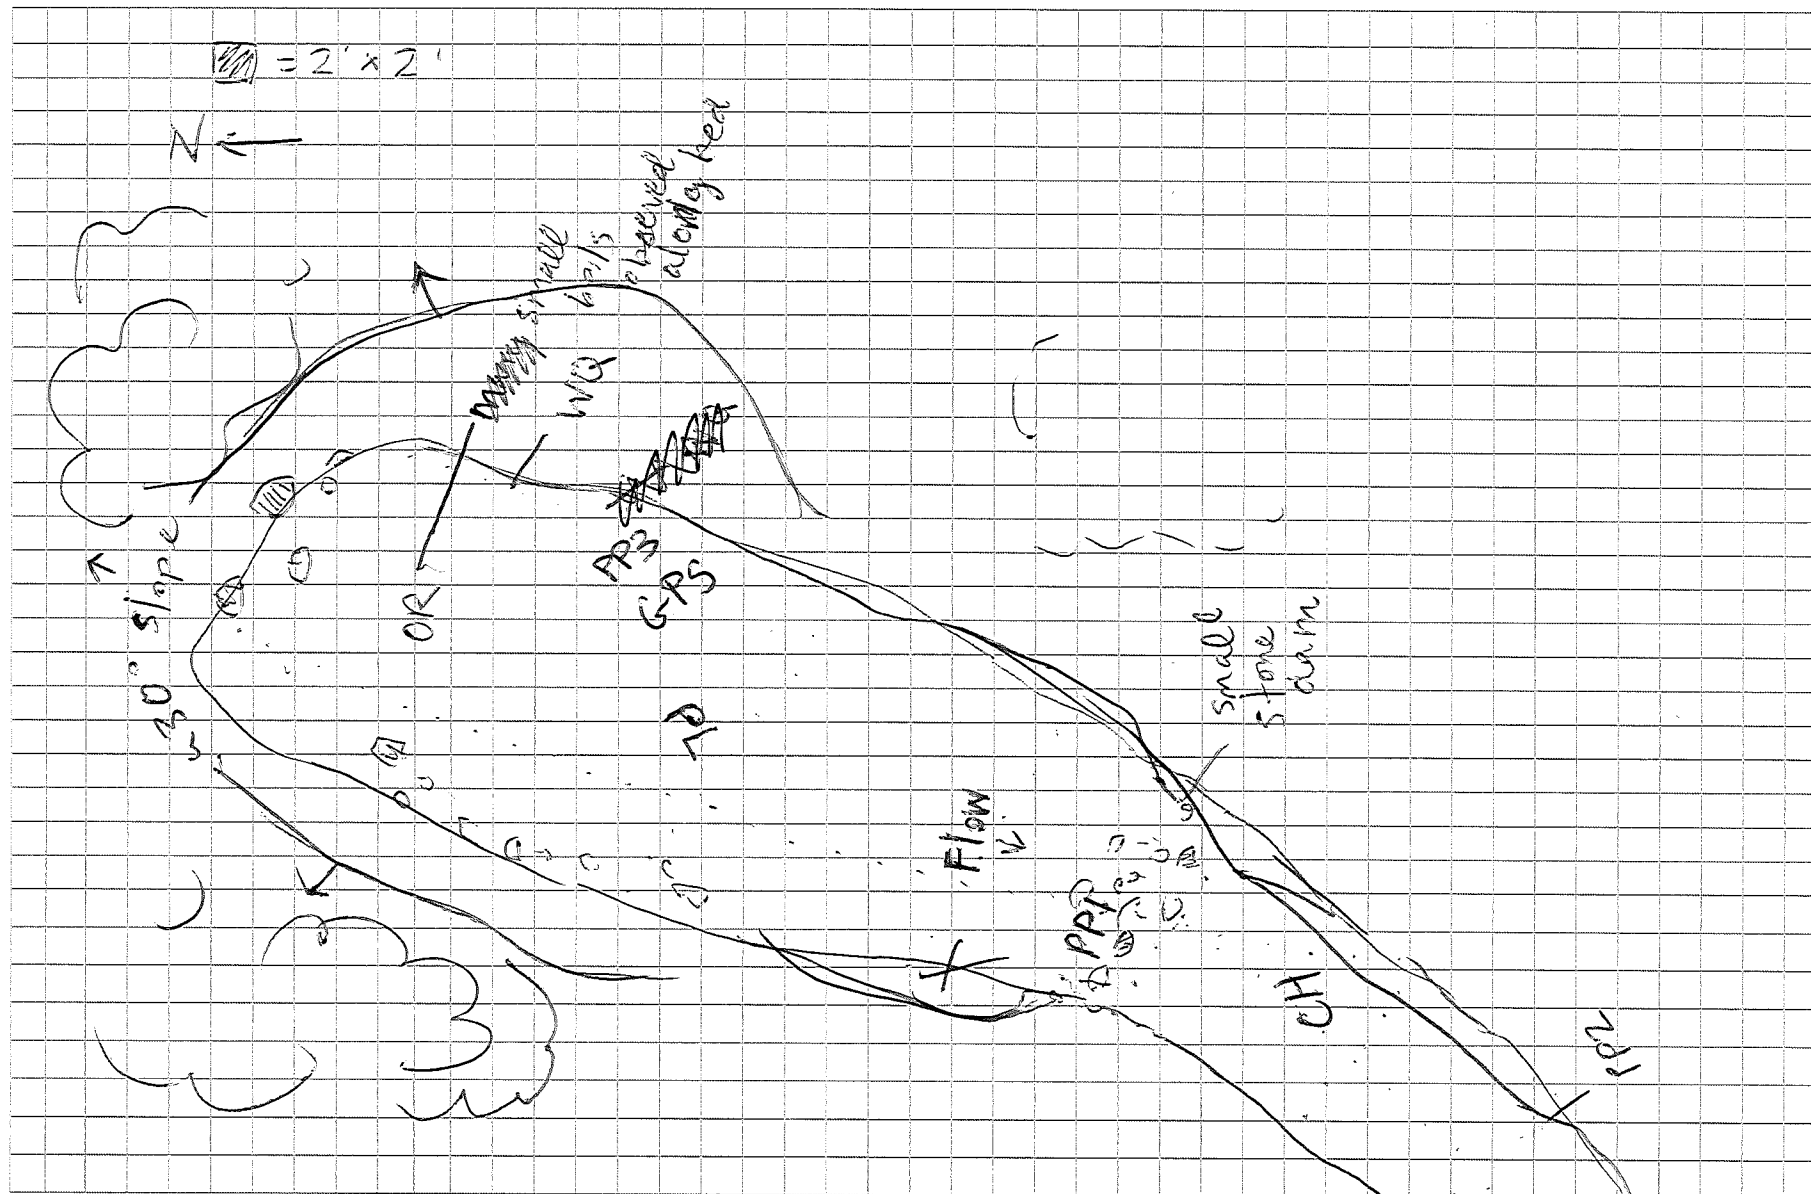 = 2' x 2'
N
small
observed
along bed
WQ
30° slope
OR
PP3
GPS
small
stone
dam
Flow
PP1
CH
PP2